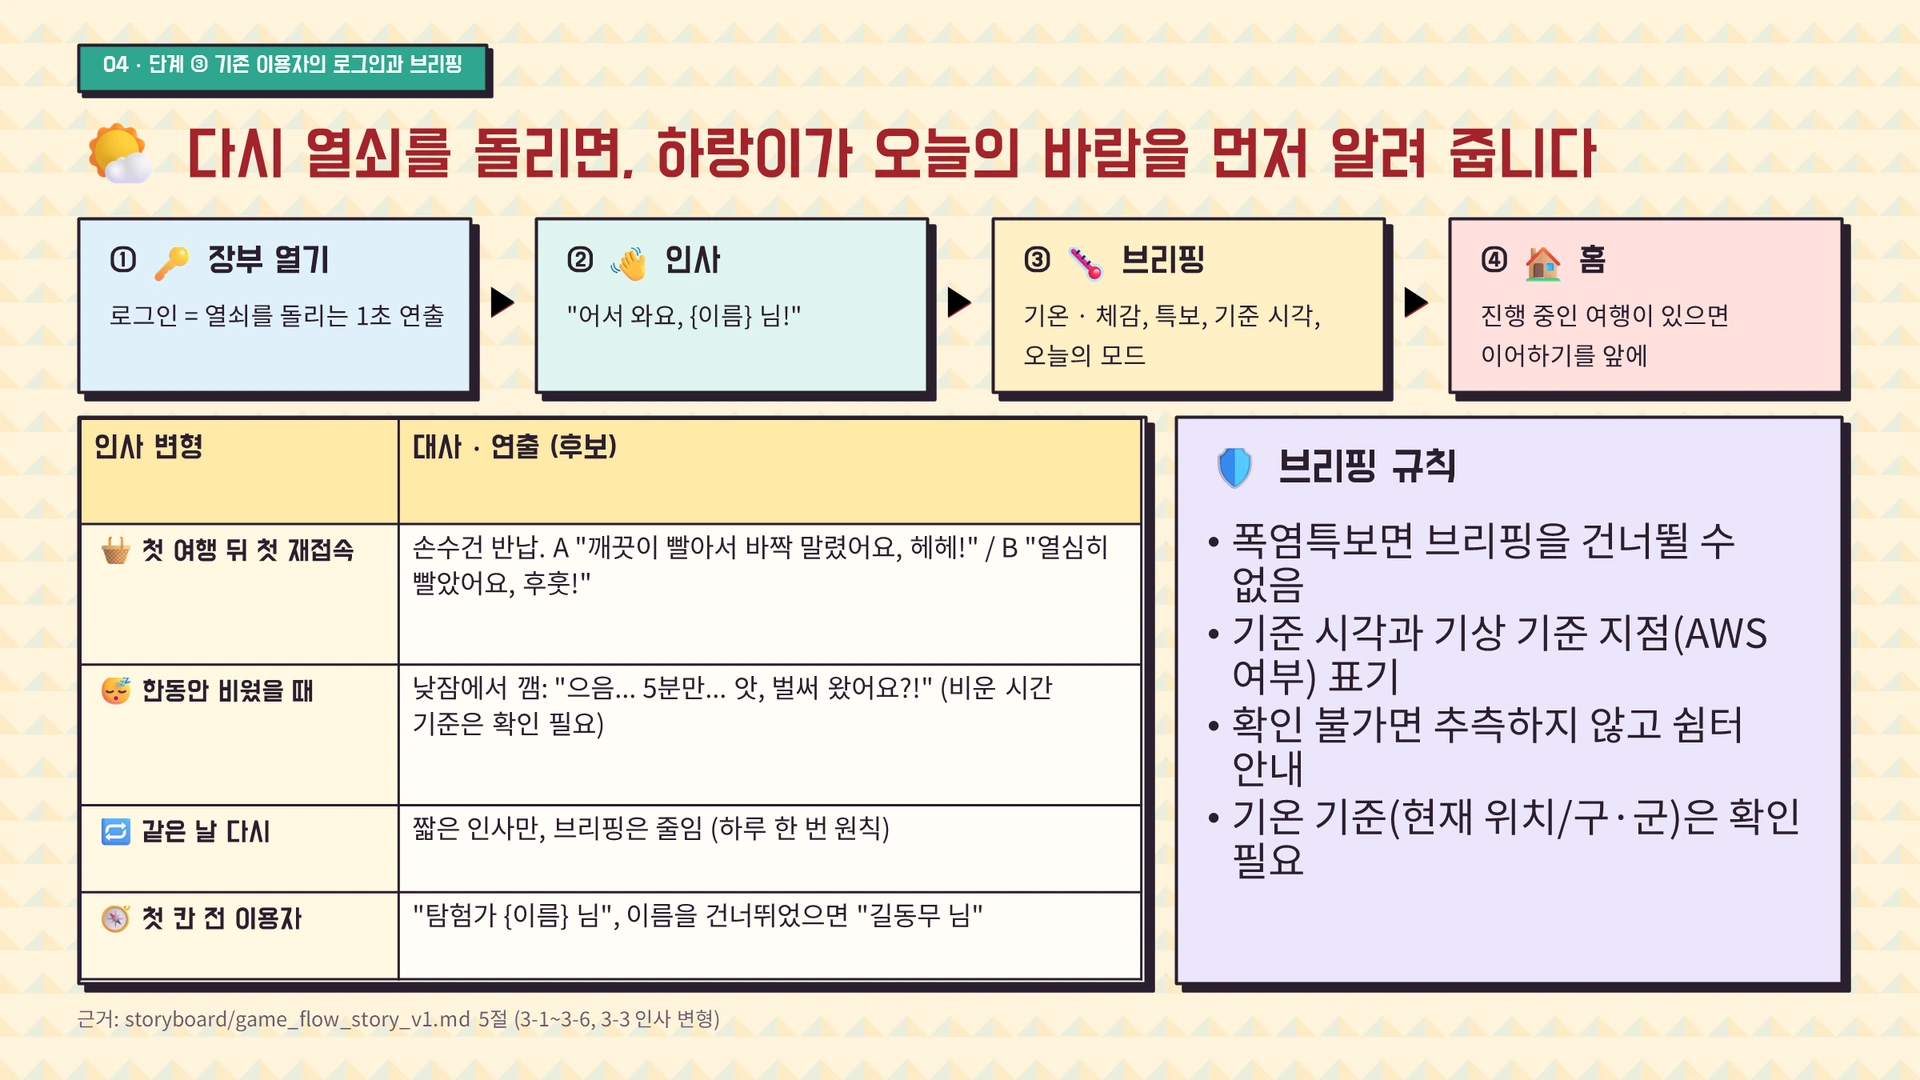 04 · 단계 ③ 기존 이용자의 로그인과 브리핑
다시 열쇠를 돌리면, 하랑이가 오늘의 바람을 먼저 알려 줍니다
① 장부 열기
로그인 = 열쇠를 돌리는 1초 연출
② 인사
"어서 와요, {이름} 님!"
③ 브리핑
기온 · 체감, 특보, 기준 시각,
오늘의 모드
④ 홈
진행 중인 여행이 있으면
이어하기를 앞에
인사 변형
대사 · 연출 (후보)
첫 여행 뒤 첫 재접속
손수건 반납. A "깨끗이 빨아서 바짝 말렸어요, 헤헤!" / B "열심히
빨았어요, 후훗!"
한동안 비웠을 때
낮잠에서 깸: "으음... 5분만... 앗, 벌써 왔어요?!" (비운 시간
기준은 확인 필요)
같은 날 다시
짧은 인사만, 브리핑은 줄임 (하루 한 번 원칙)
첫 칸 전 이용자
"탐험가 {이름} 님", 이름을 건너뛰었으면 "길동무 님"
브리핑 규칙
• 폭염특보면 브리핑을 건너뛸 수
없음
• 기준 시각과 기상 기준 지점(AWS
여부) 표기
• 확인 불가면 추측하지 않고 쉼터
안내
• 기온 기준(현재 위치/구·군)은 확인
필요
근거: storyboard/game_flow_story_v1.md 5절 (3-1~3-6, 3-3 인사 변형)